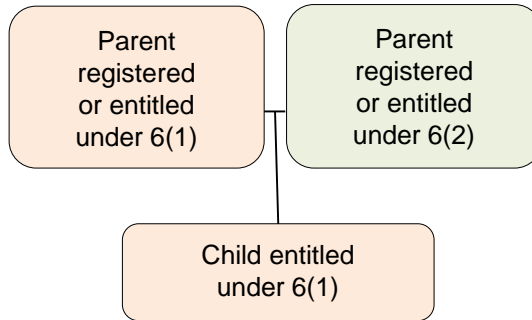 Parent
registered
or entitled
under 6(1)
Parent
registered
or entitled
under 6(2)
Child entitled
under 6(1)